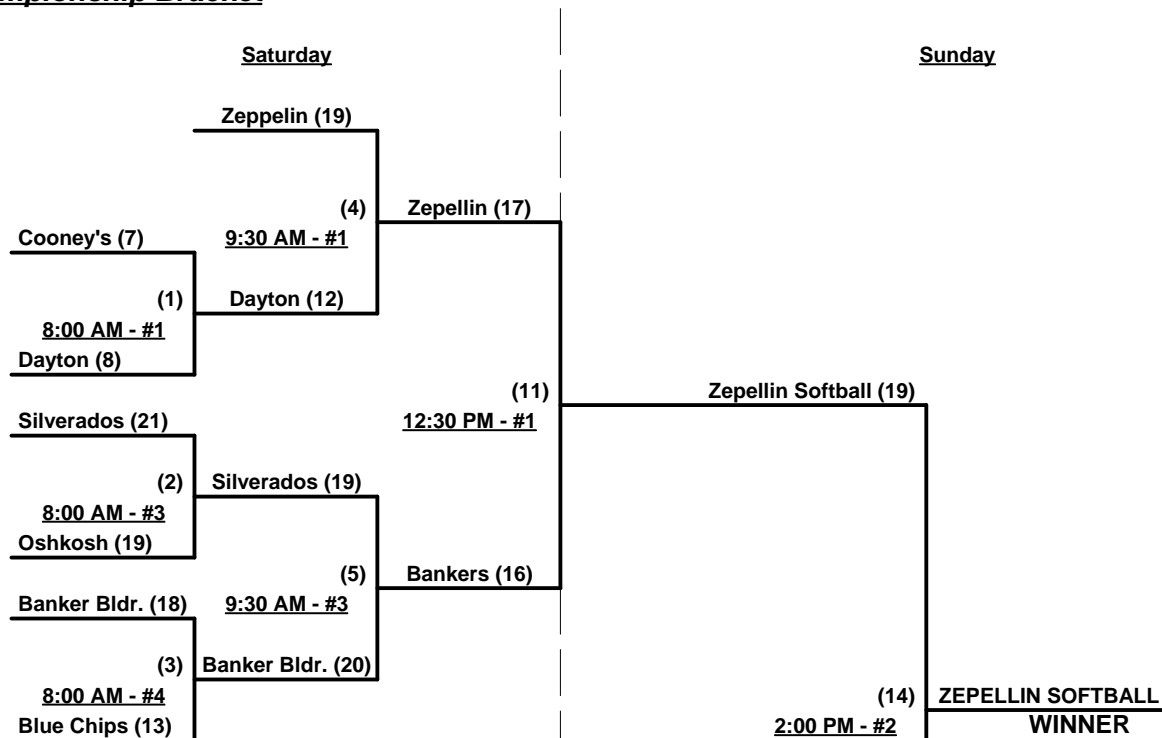 Saturday
Sunday
Zeppelin (19)
(4)
Zepellin (17)
Cooney's (7)
9:30 AM - #1
(1)
Dayton (12)
8:00 AM - #1
Dayton (8)
(11)
Zepellin Softball (19)
Silverados (21)
12:30 PM - #1
(2)
Silverados (19)
8:00 AM - #3
Oshkosh (19)
(5)
Bankers (16)
Banker Bldr. (18)
9:30 AM - #3
(3)
Banker Bldr. (20)
8:00 AM - #4
(14)
ZEPELLIN SOFTBALL
Blue Chips (13)
2:00 PM - #2
WINNER